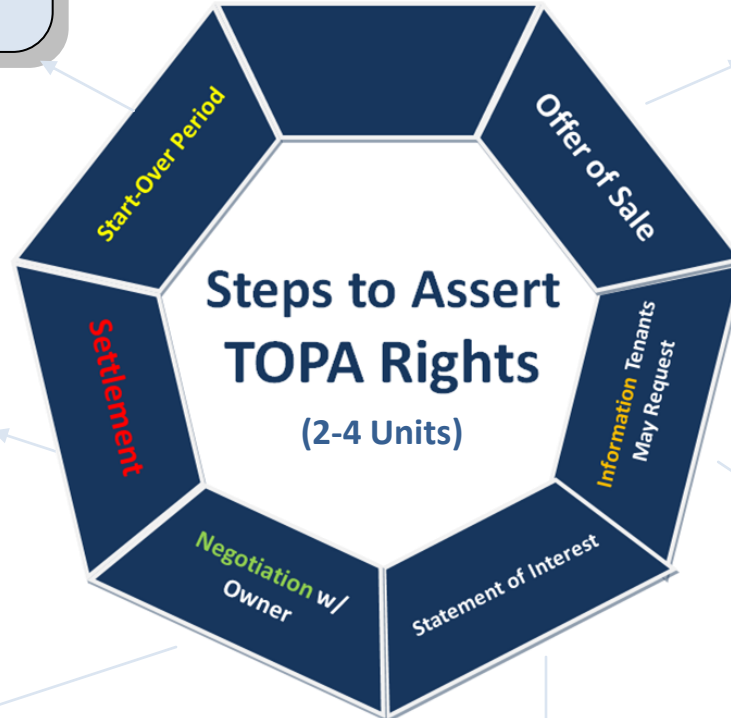 Steps to Assert
TOPA Rights
(2-4 Units)
Offer of Sale
Information Tenants
May Request
Statement of Interest
Negotiation w/
Owner
Settlement
Start-Over Period